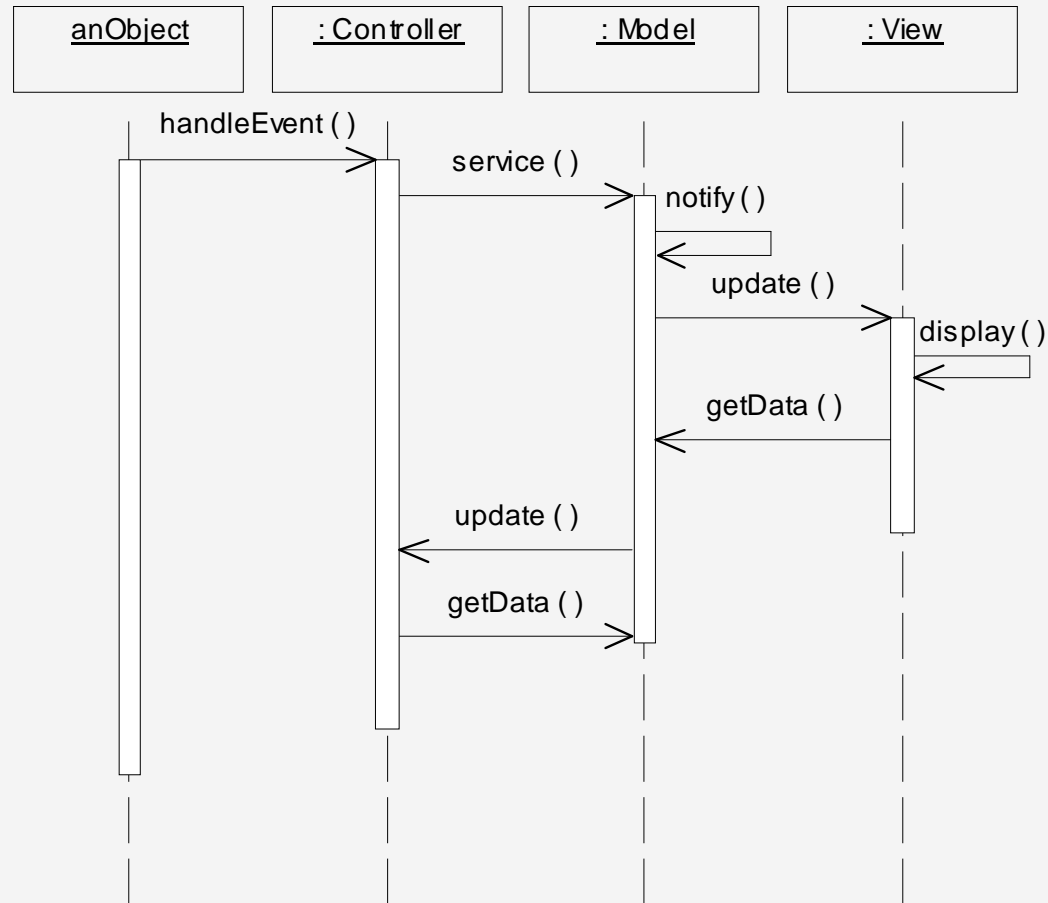 anObject
: Controller
: Model
: View
handleEvent ( )
service ( )
notify ( )
update ( )
display ( )
getData ( )
update ( )
getData ( )